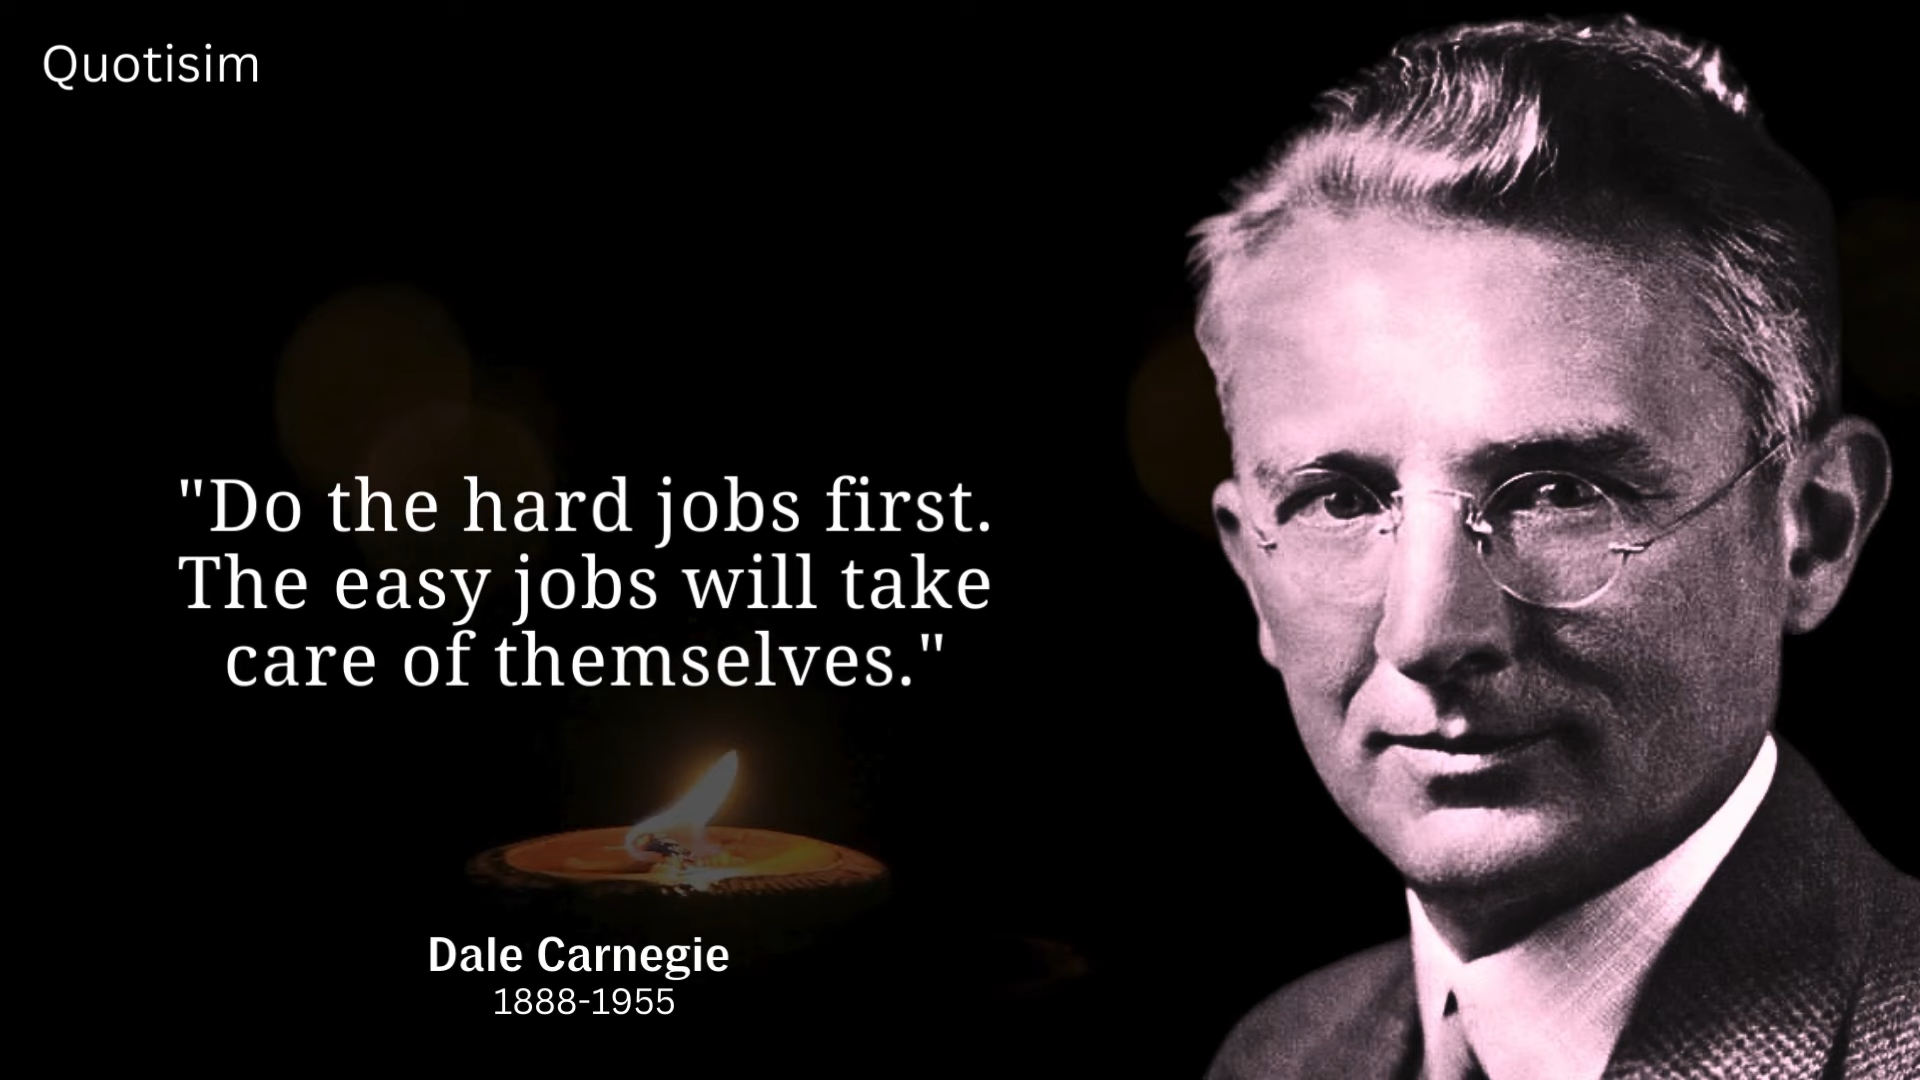 Quotisim
"Do the hard jobs first.
The easy jobs will take
care of themselves."
Dale Carnegie
1888-1955